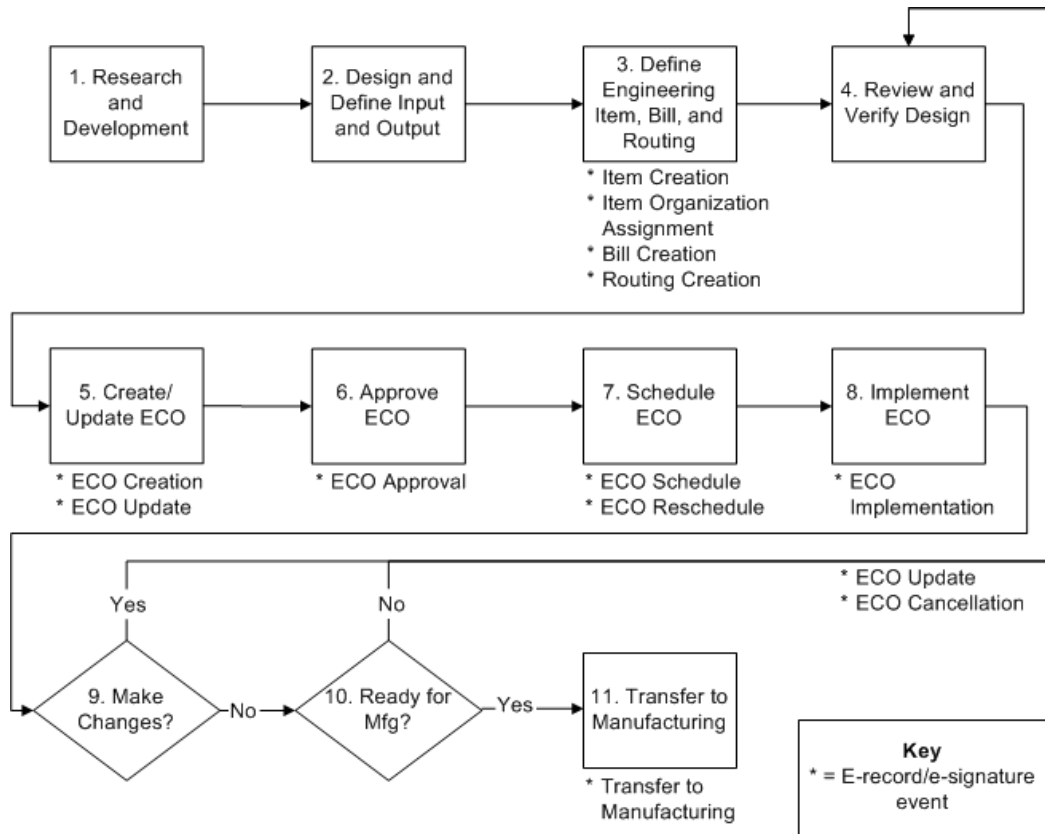 1. Research
and
Development
2. Design and
Define Input
and Output
3. Define
Engineering
Item, Bill, and
Routing
4. Review and
Verify Design
* Item Creation
* Item Organization
Assignment
* Bill Creation
* Routing Creation
5. Create/
Update ECO
6. Approve
ECO
7. Schedule
ECO
8. Implement
ECO
* ECO Creation
* ECO Update
* ECO Approval
* ECO Schedule
* ECO Reschedule
* ECO
Implementation
* ECO Update
* ECO Cancellation
Yes
No
9. Make
Changes?
No
10. Ready for
Mfg?
Yes
11. Transfer to
Manufacturing
* Transfer to
Manufacturing
Key
* = E-record/e-signature
event